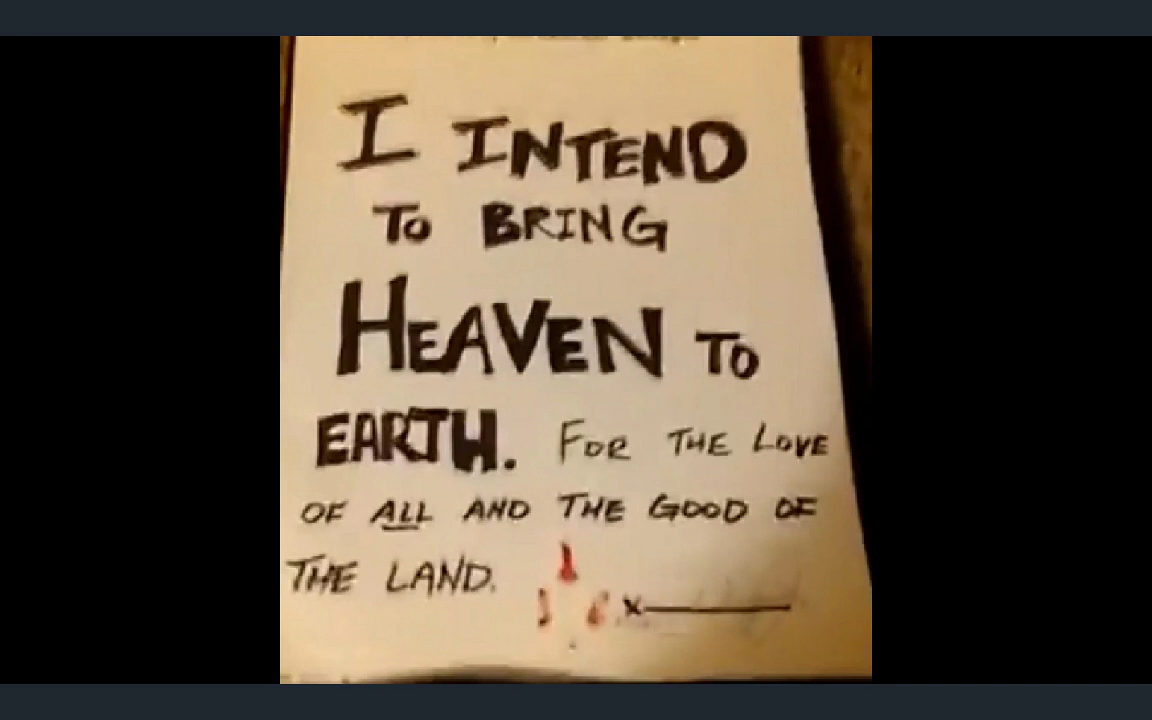 I INTEND
TO BRING
HEAVEN TO
EARTH. FOR THE LOVE
OF ALL AND THE GOOD OF
THE LAND.
x